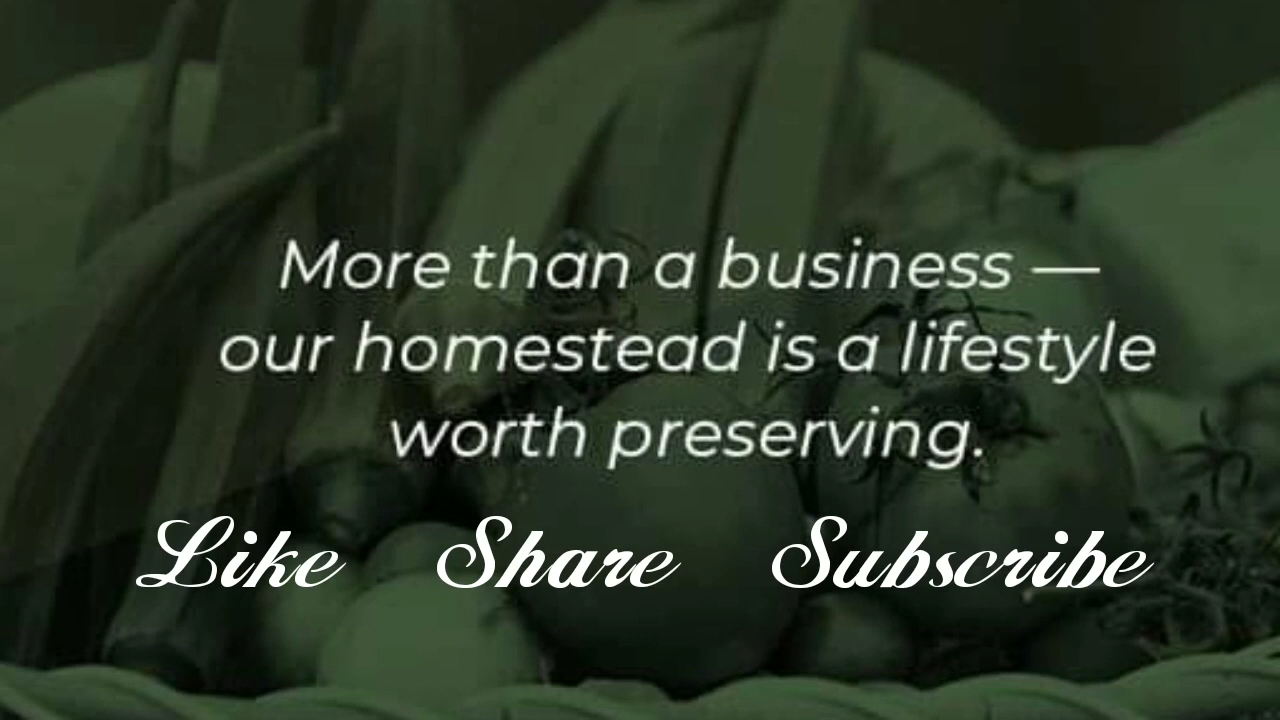 More than a business —
our homestead is a lifestyle
worth preserving.
Like Share Subscribe